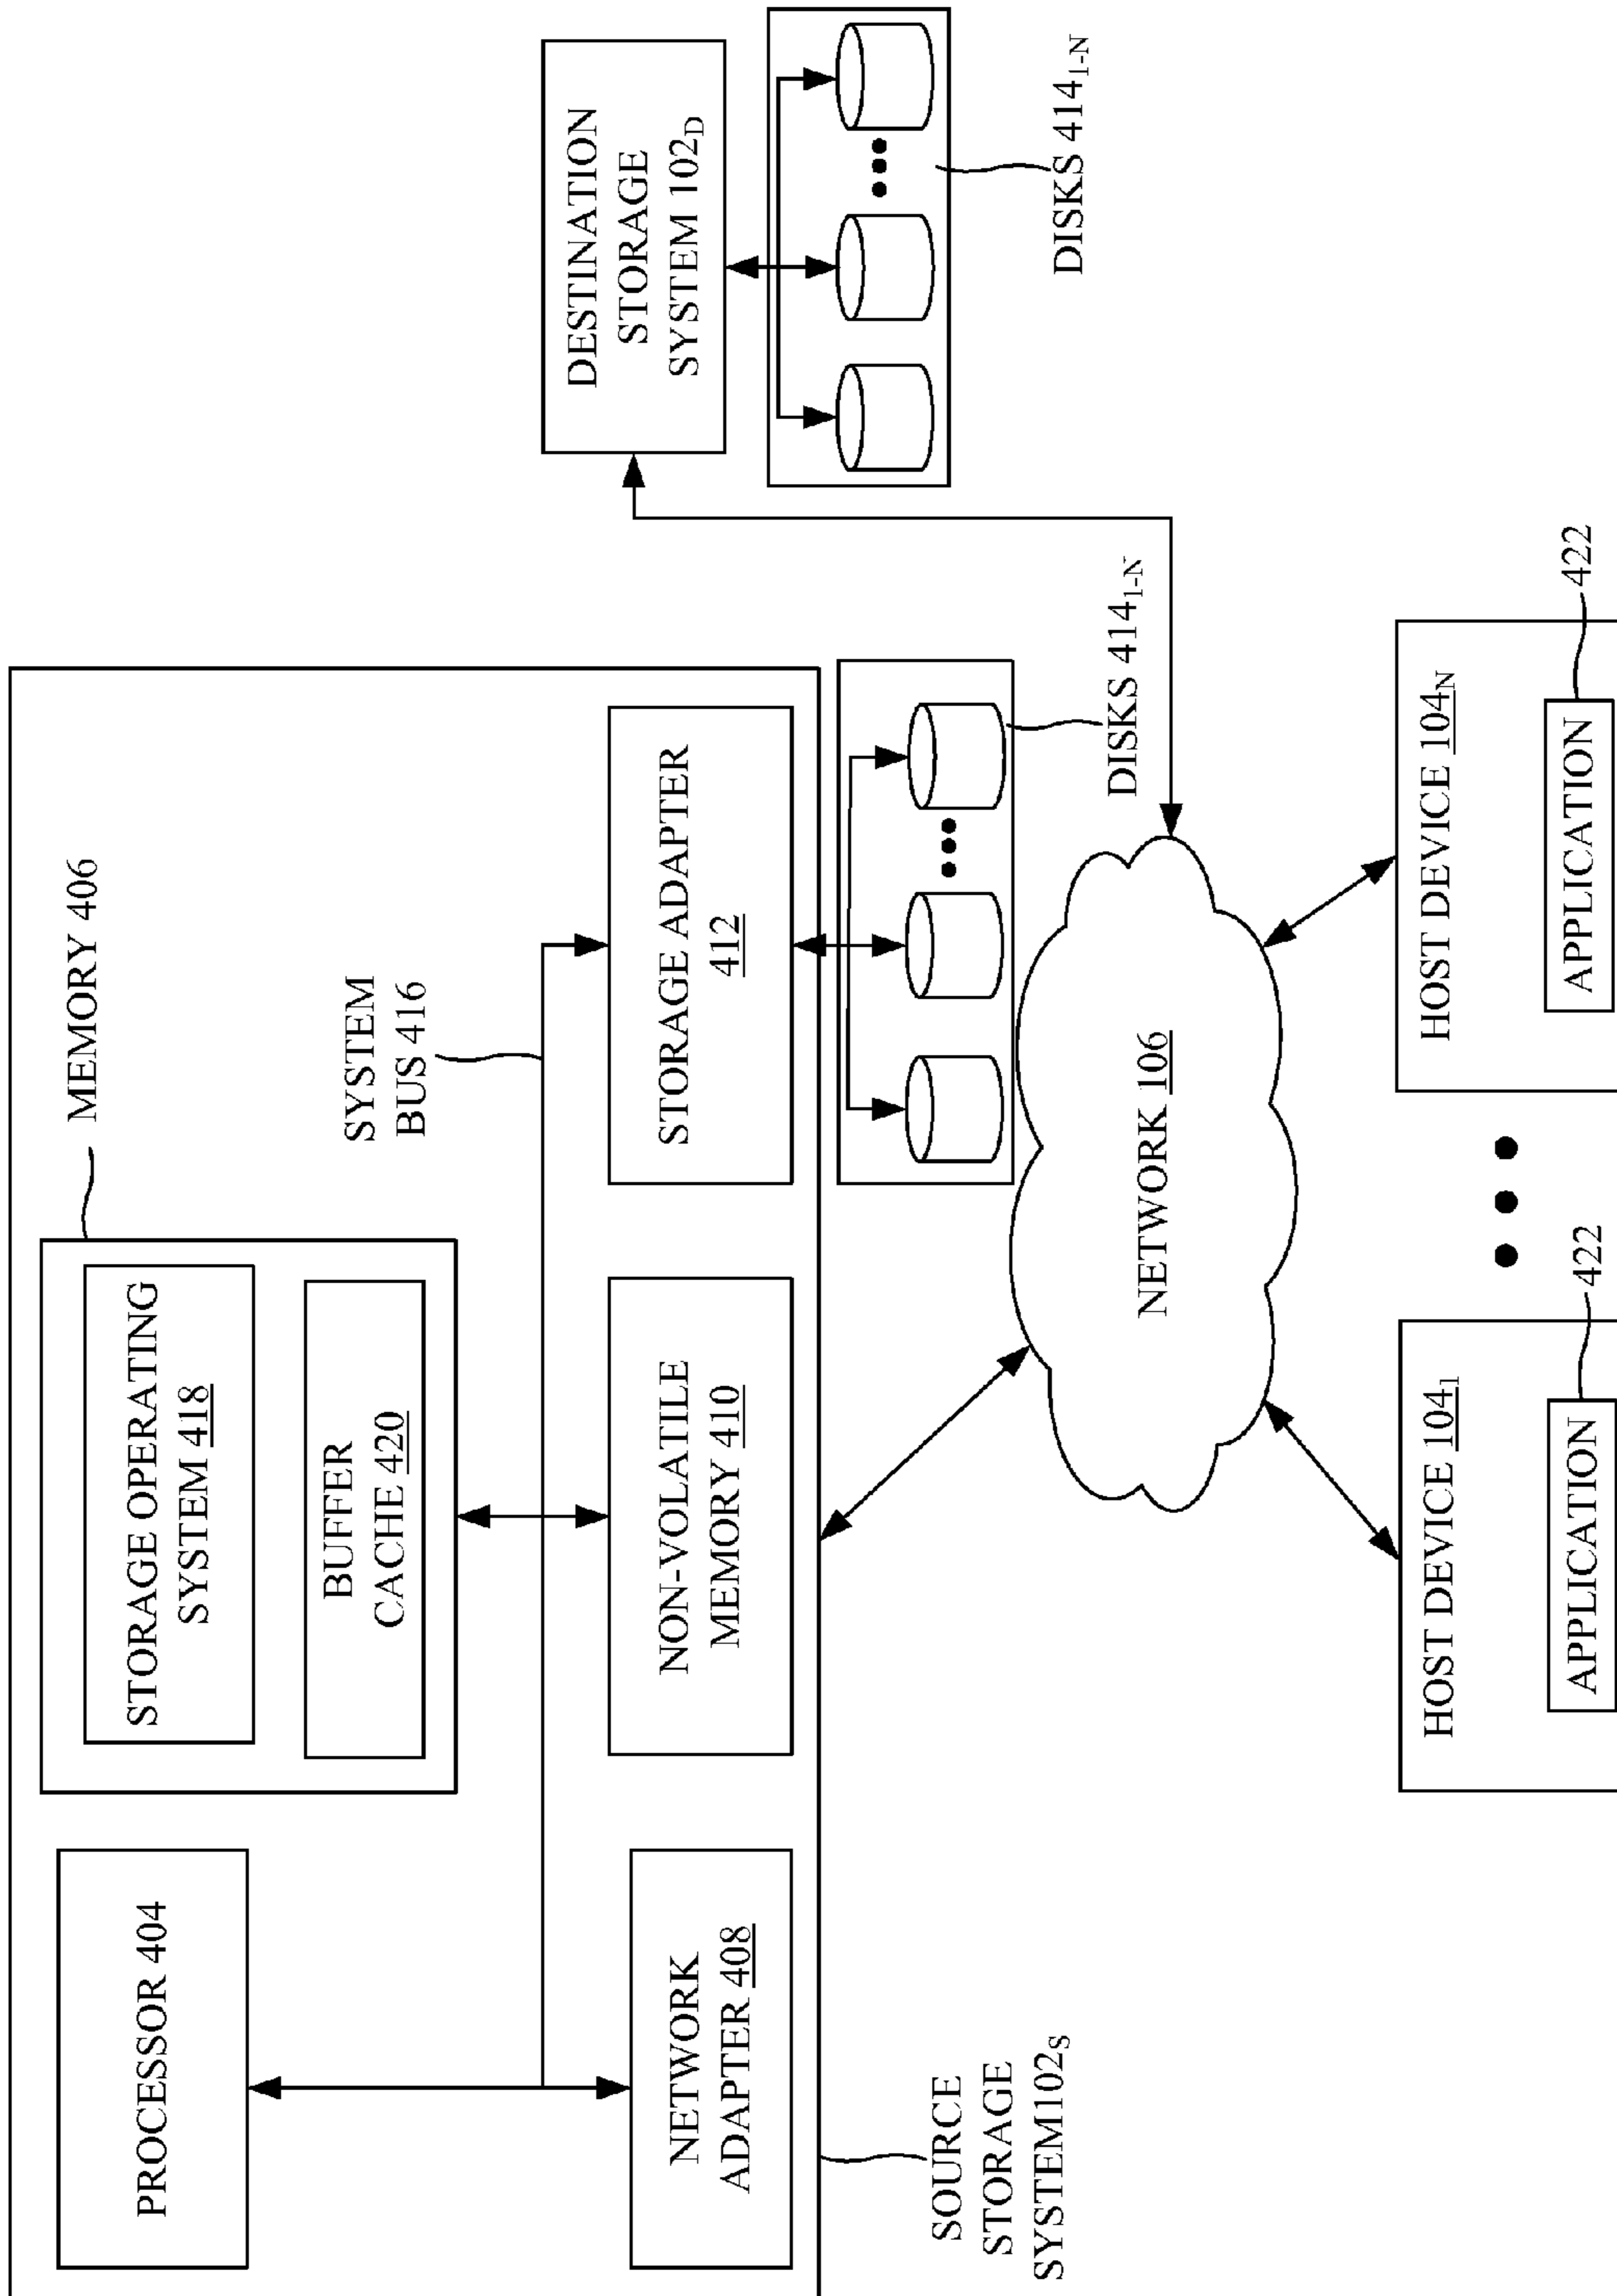 PROCESSOR 404
MEMORY 406
STORAGE OPERATING
SYSTEM 418
BUFFER
CACHE 420
SYSTEM
BUS 416
NETWORK
ADAPTER 408
NON-VOLATILE
MEMORY 410
STORAGE ADAPTER
412
SOURCE
STORAGE
SYSTEM102S
DISKS 4141-N
DESTINATION
STORAGE
SYSTEM 102D
DISKS 4141-N
NETWORK 106
HOST DEVICE 1041
APPLICATION
422
HOST DEVICE 104N
APPLICATION
422